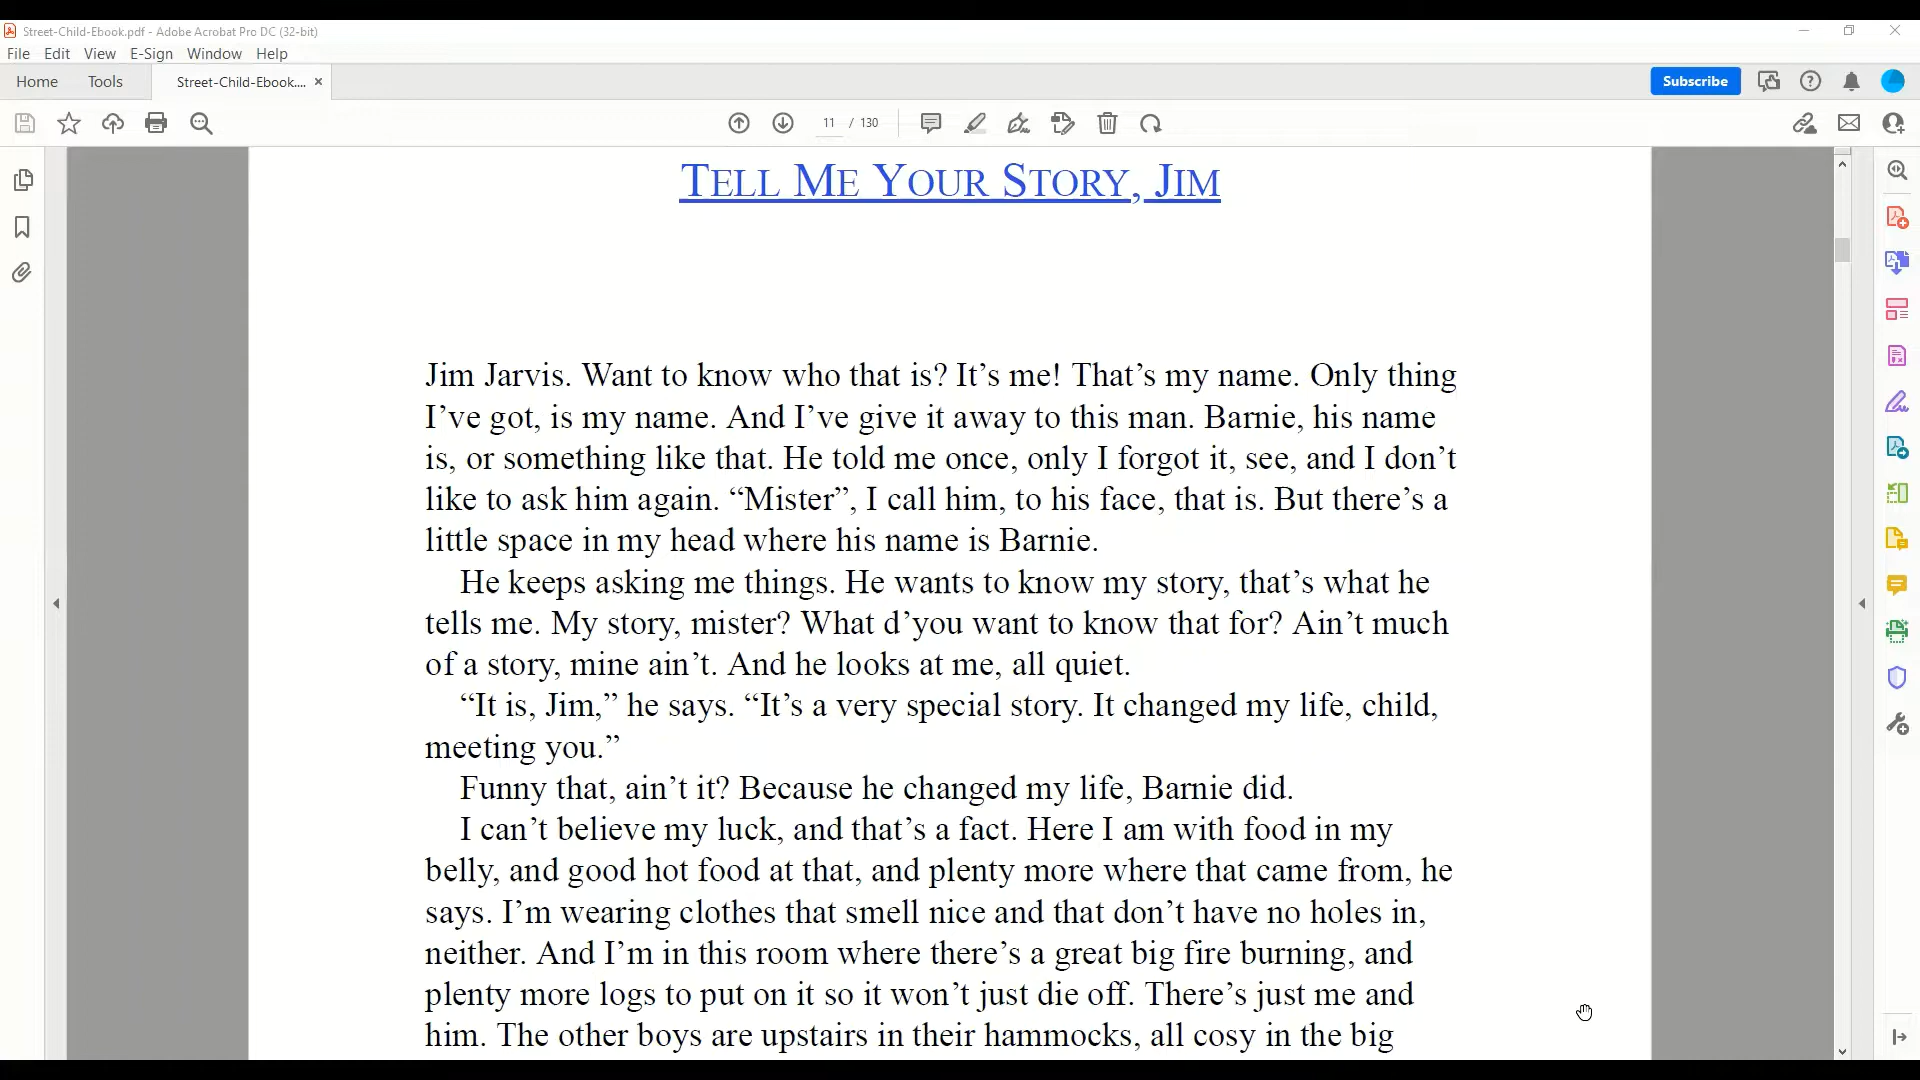 Street-Child-Ebook.pdf - Adobe Acrobat Pro DC (32-bit)
File Edit View E-Sign Window Help
Home Tools Street-Child-Ebook.... ×
Subscribe
11 / 130
TELL ME YOUR STORY, JIM
Jim Jarvis. Want to know who that is? It’s me! That’s my name. Only thing
I’ve got, is my name. And I’ve give it away to this man. Barnie, his name
is, or something like that. He told me once, only I forgot it, see, and I don’t
like to ask him again. “Mister”, I call him, to his face, that is. But there’s a
little space in my head where his name is Barnie.
He keeps asking me things. He wants to know my story, that’s what he
tells me. My story, mister? What d’you want to know that for? Ain’t much
of a story, mine ain’t. And he looks at me, all quiet.
“It is, Jim,” he says. “It’s a very special story. It changed my life, child,
meeting you.”
Funny that, ain’t it? Because he changed my life, Barnie did.
I can’t believe my luck, and that’s a fact. Here I am with food in my
belly, and good hot food at that, and plenty more where that came from, he
says. I’m wearing clothes that smell nice and that don’t have no holes in,
neither. And I’m in this room where there’s a great big fire burning, and
plenty more logs to put on it so it won’t just die off. There’s just me and
him. The other boys are upstairs in their hammocks, all cosy in the big